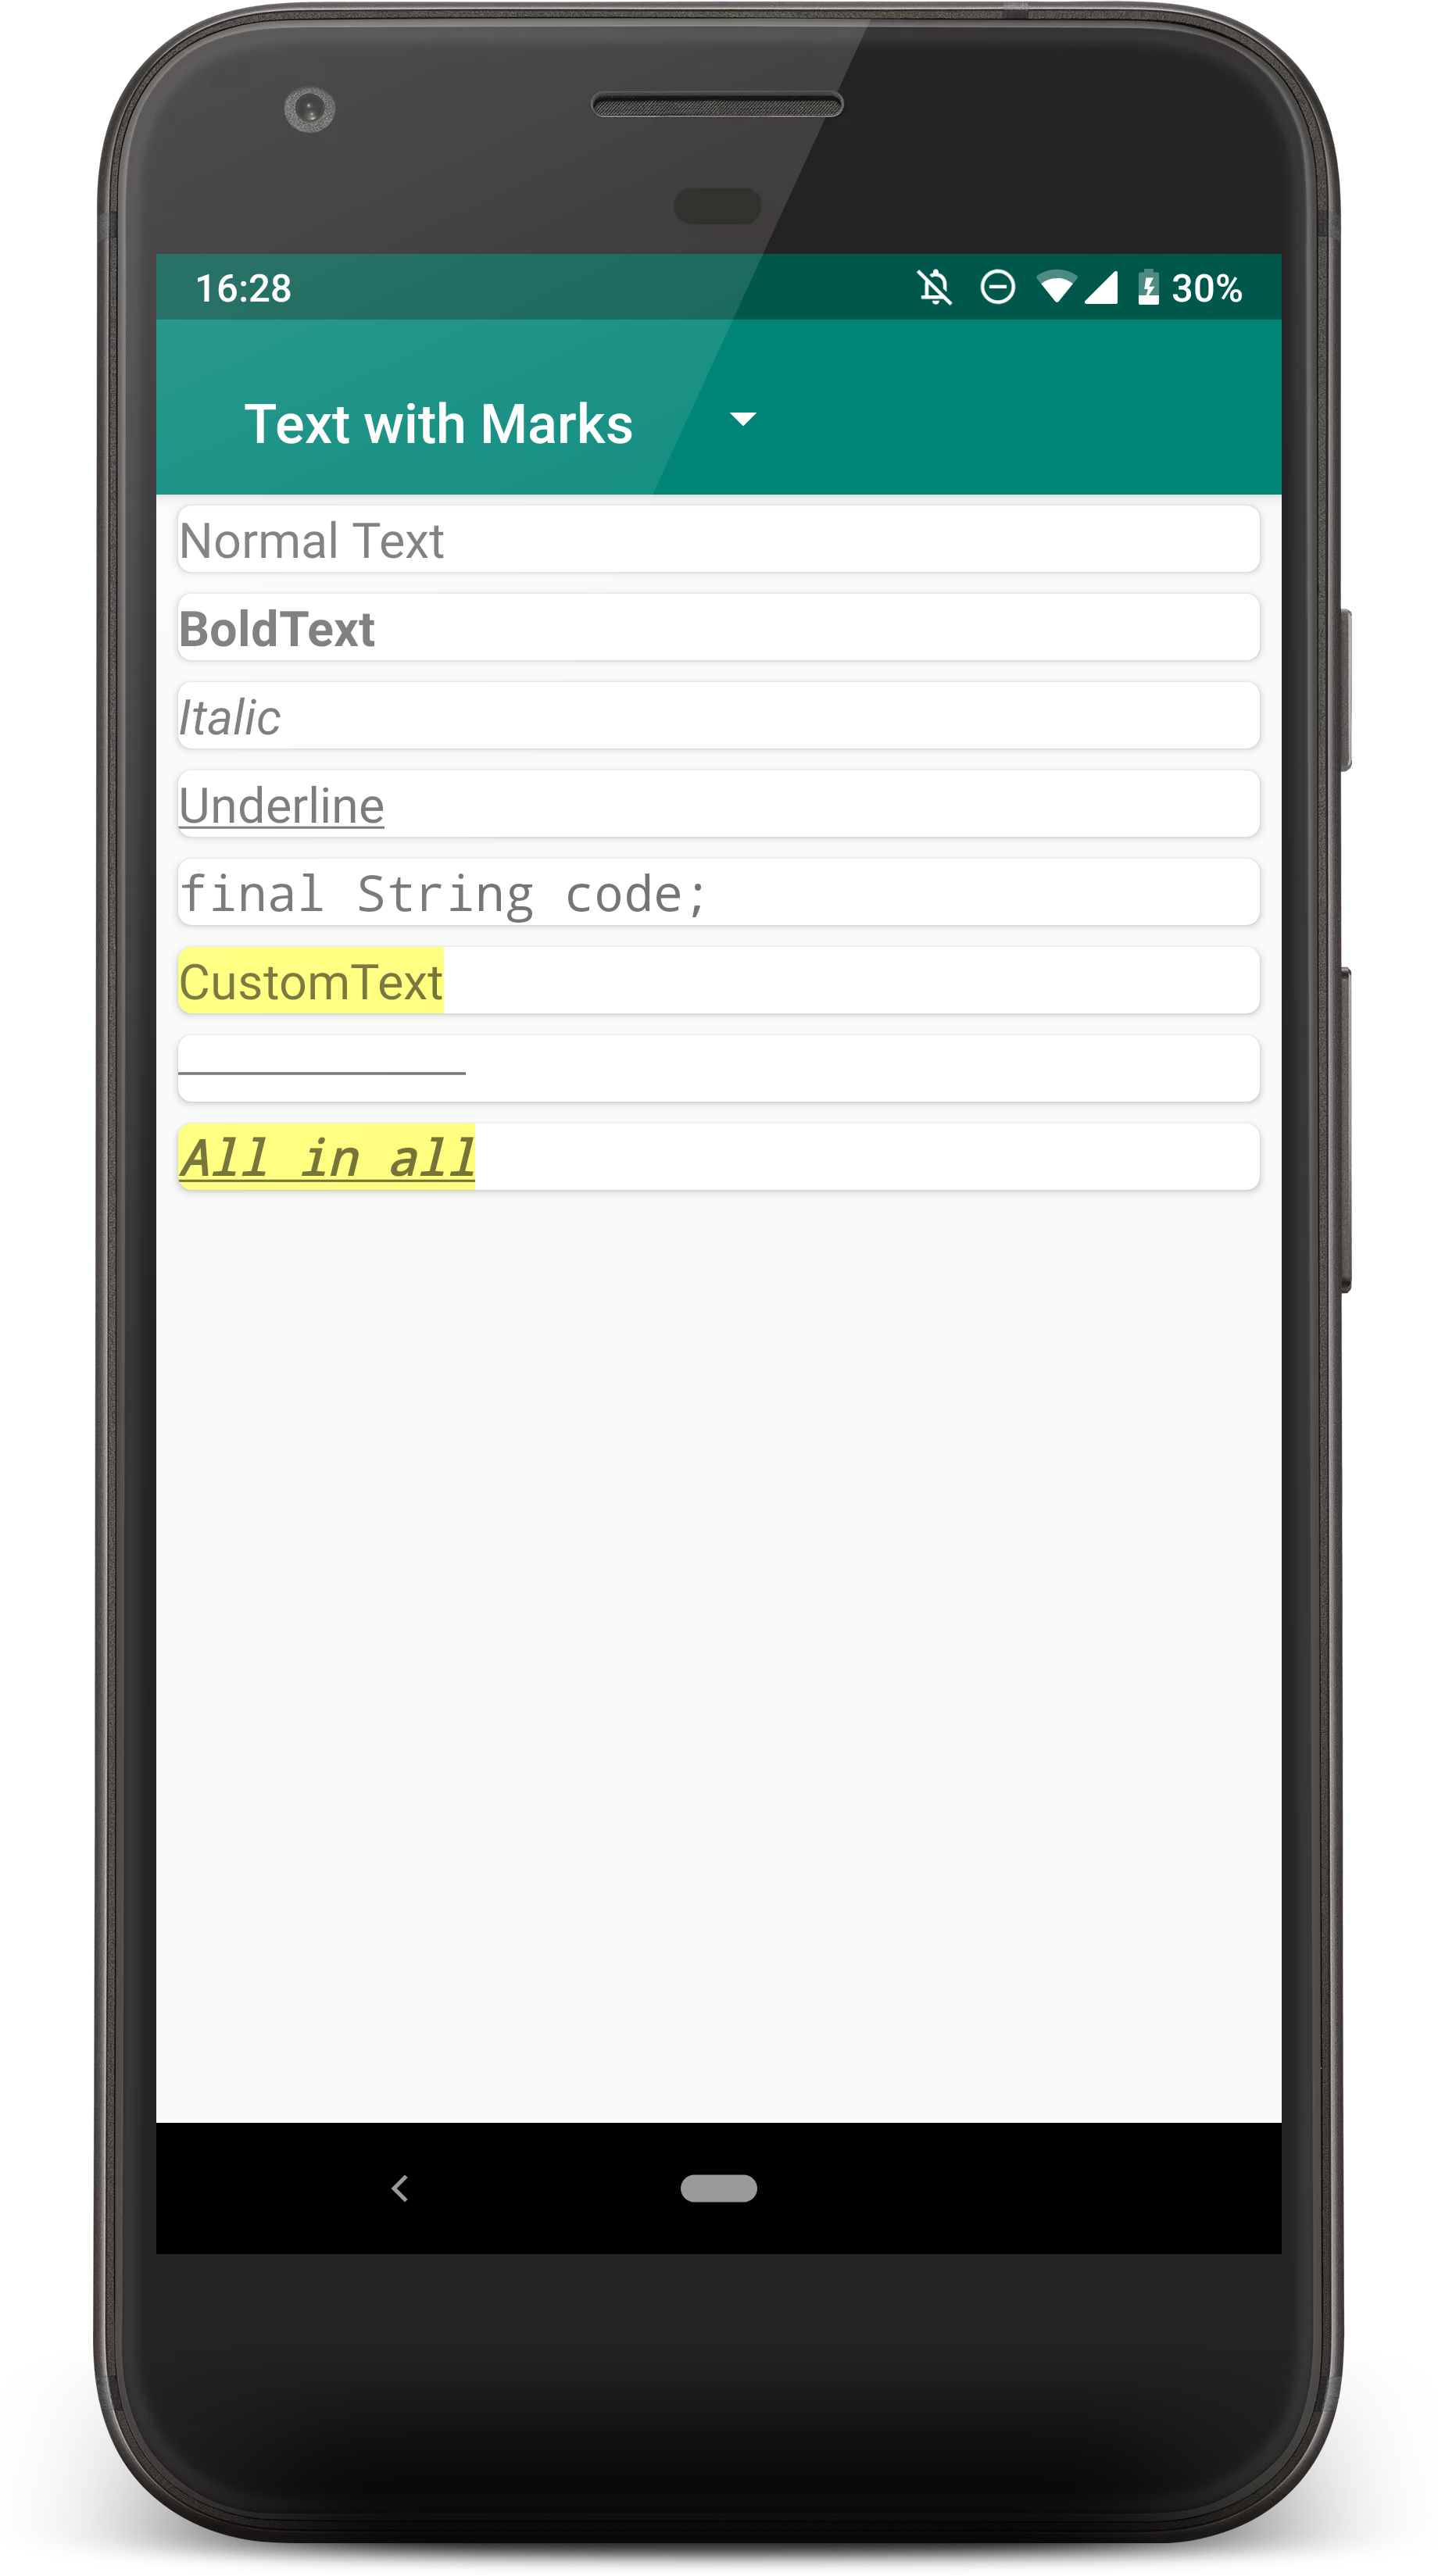 16:28 30%
Text with Marks
Normal Text
BoldText
Italic
Underline
final String code;
CustomText
All in all